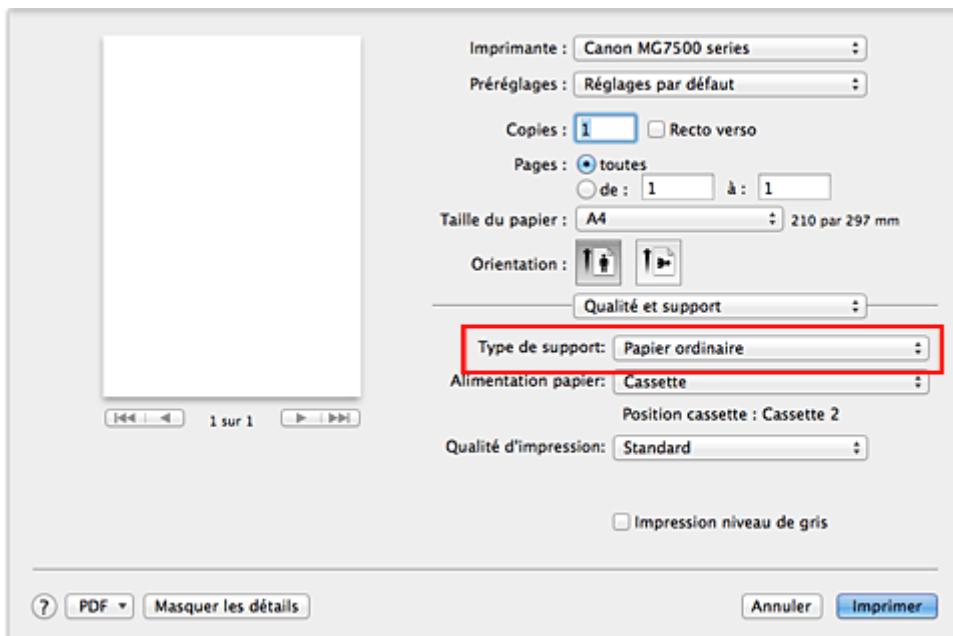 Imprimante : Canon MG7500 series
Préréglages : Réglages par défaut
Copies : 1 Recto verso
Pages : toutes
de : 1 à : 1
Taille du papier : A4 210 par 297 mm
Orientation :
Qualité et support
Type de support: Papier ordinaire
Alimentation papier: Cassette
Position cassette : Cassette 2
1 sur 1
Qualité d'impression: Standard
Impression niveau de gris
? PDF Masquer les détails Annuler Imprimer